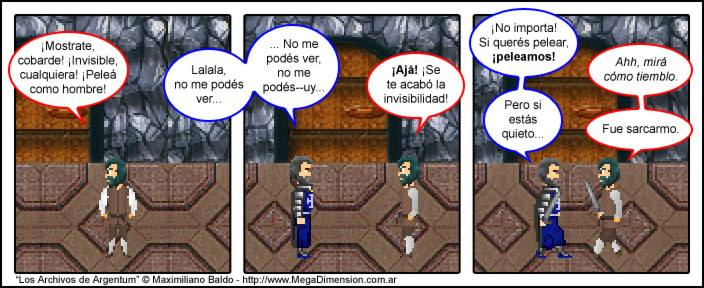 ¡Mostrate,
cobarde! ¡Invisible,
cualquiera! ¡Peleá
como hombre!
Lalala,
no me podés
ver...
... No me
podés ver,
no me
podés--uy...
¡Ajá! ¡Se
te acabó la
invisibilidad!
¡No importa!
Si querés pelear,
¡peleamos!
Pero si
estás
quieto...
Ahh, mirá
cómo tiemblo.
Fue sarcarmo.
"Los Archivos de Argentum" © Maximiliano Baldo - http://www.MegaDimension.com.ar